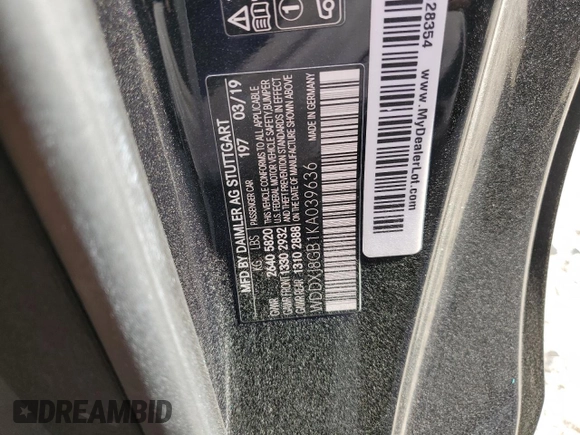 MFD BY DAIMLER AG STUTTGART
197 03/19
KG LBS PASSENGER CAR
GVWR 2640 5820 THIS VEHICLE CONFORMS TO ALL APPLICABLE
GAWR FRONT 1330 2932 U.S. FEDERAL MOTOR VEHICLE SAFETY, BUMPER
GAWR REAR 1310 2888 AND THEFT PREVENTION STANDARDS IN EFFECT
ON THE DATE OF MANUFACTURE SHOWN ABOVE
WDDXJ8GB1KA039636 MADE IN GERMANY
1
28354
www.MyDealerLot.com
DREAMBID